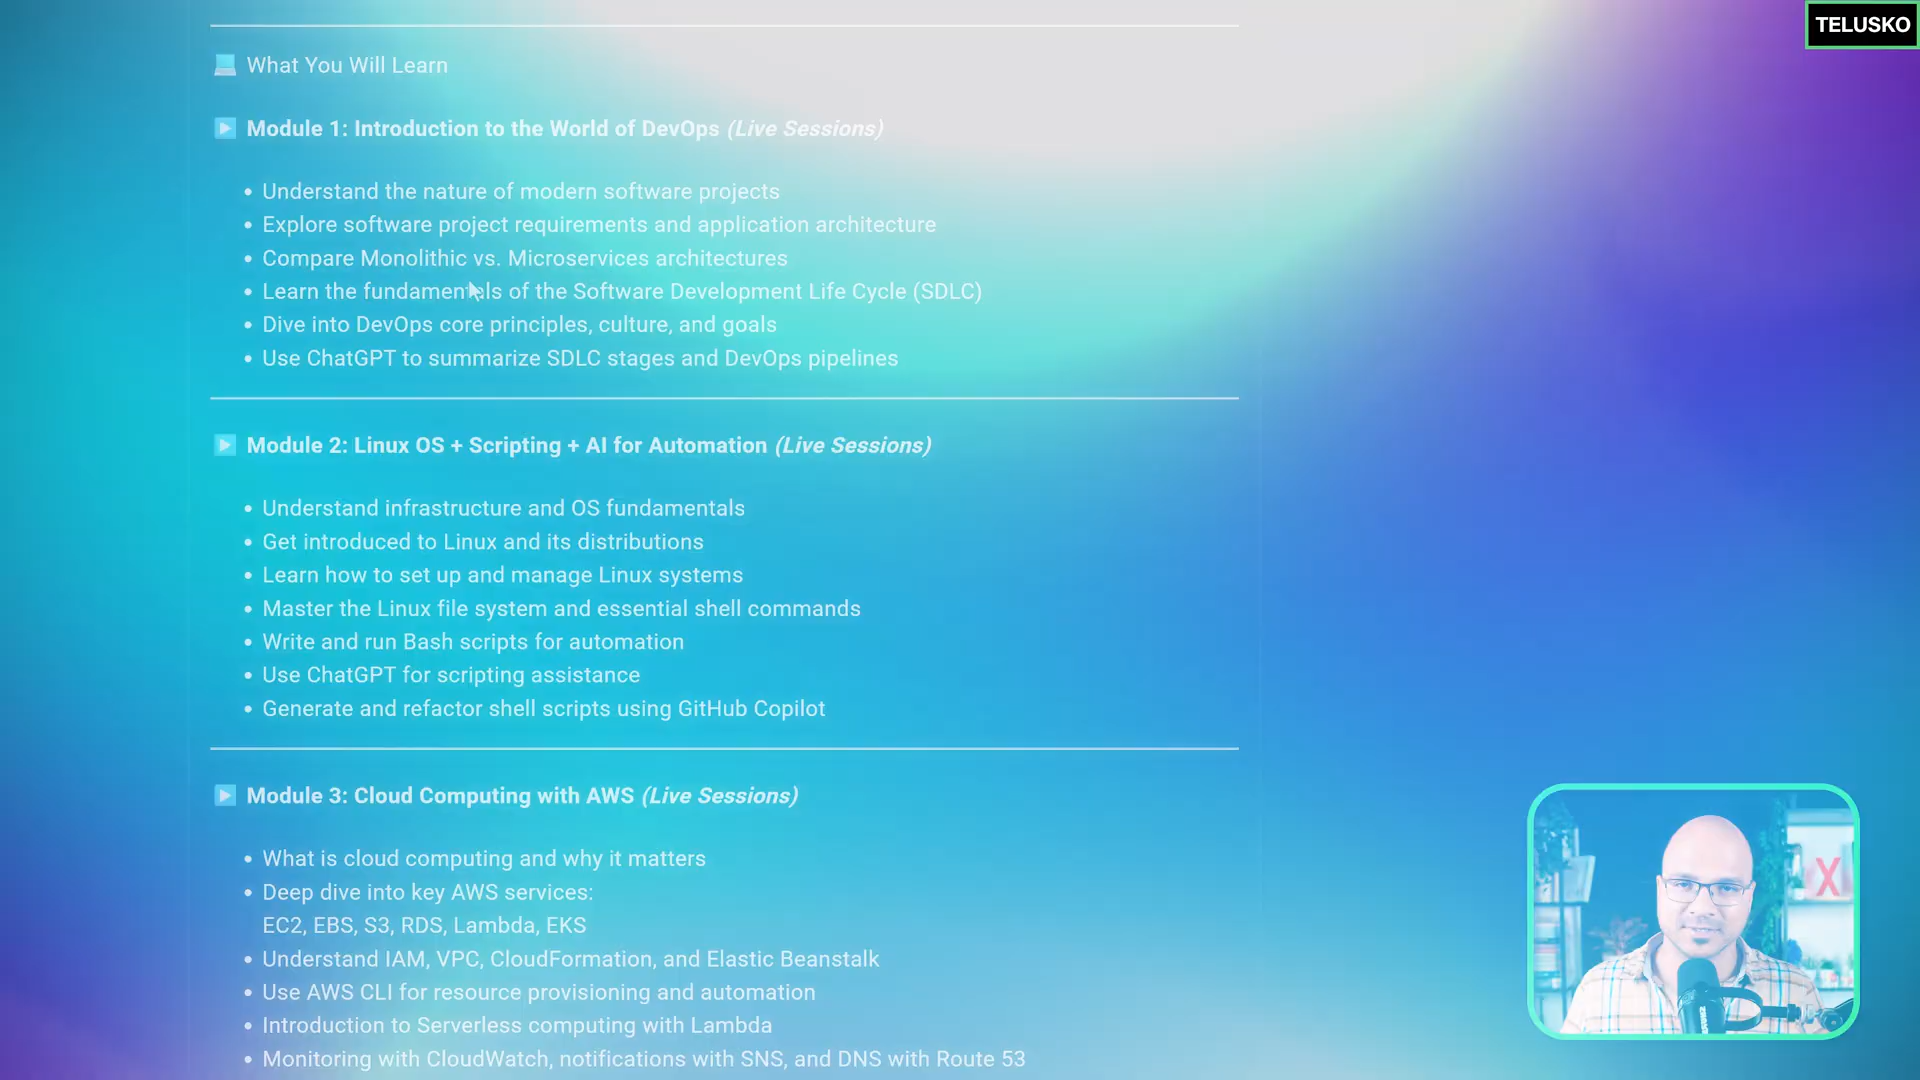 TELUSKO
What You Will Learn
Module 1: Introduction to the World of DevOps (Live Sessions)
• Understand the nature of modern software projects
• Explore software project requirements and application architecture
• Compare Monolithic vs. Microservices architectures
• Learn the fundamentals of the Software Development Life Cycle (SDLC)
• Dive into DevOps core principles, culture, and goals
• Use ChatGPT to summarize SDLC stages and DevOps pipelines
Module 2: Linux OS + Scripting + AI for Automation (Live Sessions)
• Understand infrastructure and OS fundamentals
• Get introduced to Linux and its distributions
• Learn how to set up and manage Linux systems
• Master the Linux file system and essential shell commands
• Write and run Bash scripts for automation
• Use ChatGPT for scripting assistance
• Generate and refactor shell scripts using GitHub Copilot
Module 3: Cloud Computing with AWS (Live Sessions)
• What is cloud computing and why it matters
• Deep dive into key AWS services:
EC2, EBS, S3, RDS, Lambda, EKS
• Understand IAM, VPC, CloudFormation, and Elastic Beanstalk
• Use AWS CLI for resource provisioning and automation
• Introduction to Serverless computing with Lambda
• Monitoring with CloudWatch, notifications with SNS, and DNS with Route 53